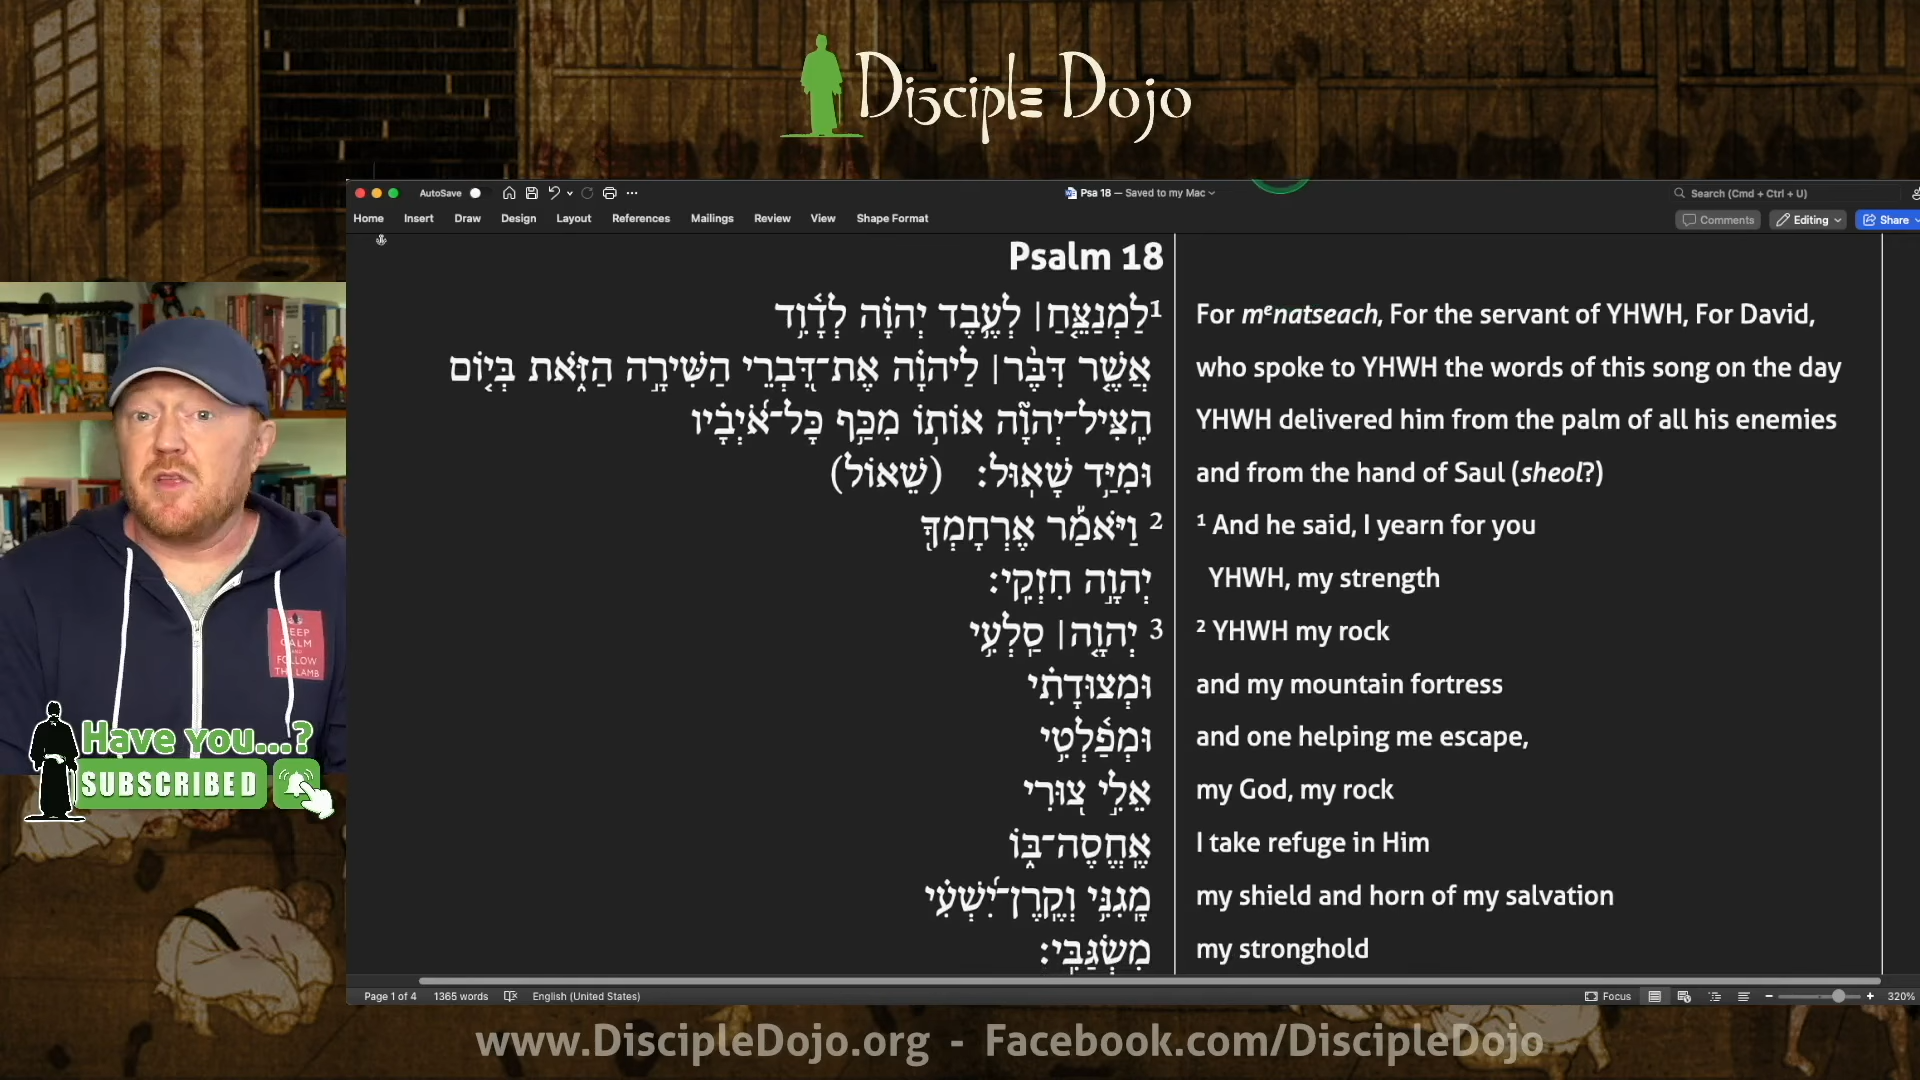 Disciple Dojo
AutoSave
Psa 18 — Saved to my Mac
Search (Cmd + Ctrl + U)
Home Insert Draw Design Layout References Mailings Review View Shape Format
Comments Editing Share
Psalm 18
1לַמְנַצֵּ֤חַ׀ לְעֶ֥בֶד יְהוָ֗ה לְדָ֫וִ֥ד
For mᵉnatseach, For the servant of YHWH, For David,
אֲשֶׁ֤ר דִּבֶּ֨ר׀ לַיהוָ֗ה אֶת־דִּ֭בְרֵי הַשִּׁירָ֣ה הַזֹּ֑את בְּי֤וֹם
who spoke to YHWH the words of this song on the day
הִֽצִּיל־יְהוָ֘ה אוֹת֥וֹ מִכַּ֥ף כָּל־אֹ֝יְבָ֗יו
YHWH delivered him from the palm of all his enemies
וּמִיַּ֥ד שָׁאֽוּל׃ (שֵׁאוֹל)
and from the hand of Saul (sheol?)
2 וַיֹּאמַ֡ר אֶרְחָמְךָ֖
¹ And he said, I yearn for you
יְהוָ֣ה חִזְקִֽי׃
YHWH, my strength
3 יְהוָ֤ה׀ סַֽלְעִ֥י
² YHWH my rock
וּמְצוּדָתִ֗י
and my mountain fortress
וּמְפַ֫לְטִ֥י
and one helping me escape,
אֵלִ֣י צ֭וּרִי
my God, my rock
אֶֽחֱסֶה־בּ֑וֹ
I take refuge in Him
מָֽגִנִּ֥י וְקֶֽרֶן־יִ֝שְׁעִ֗י
my shield and horn of my salvation
מִשְׂגַּבִּֽי׃
my stronghold
KEEP
CALM
AND
FOLLOW
THE LAMB
Have you...?
SUBSCRIBED
Page 1 of 4 1365 words English (United States) Focus 320%
www.DiscipleDojo.org - Facebook.com/DiscipleDojo